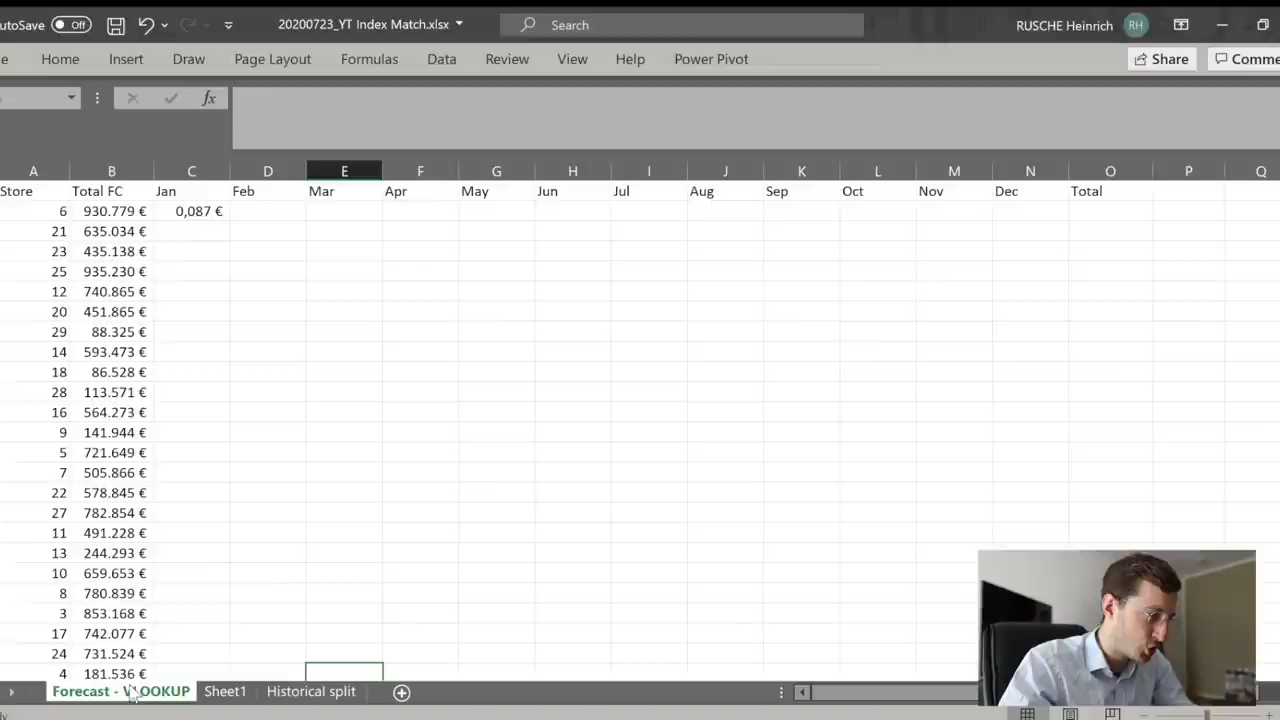 utoSave Off 20200723_YT Index Match.xlsx Search RUSCHE Heinrich RH
e Home Insert Draw Page Layout Formulas Data Review View Help Power Pivot Share Comme
fx
A B C D E F G H I J K L M N O P Q
Store Total FC Jan Feb Mar Apr May Jun Jul Aug Sep Oct Nov Dec Total
6 930.779 € 0,087 €
21 635.034 €
23 435.138 €
25 935.230 €
12 740.865 €
20 451.865 €
29 88.325 €
14 593.473 €
18 86.528 €
28 113.571 €
16 564.273 €
9 141.944 €
5 721.649 €
7 505.866 €
22 578.845 €
27 782.854 €
11 491.228 €
13 244.293 €
10 659.653 €
8 780.839 €
3 853.168 €
17 742.077 €
24 731.524 €
4 181.536 €
Forecast - VLOOKUP Sheet1 Historical split